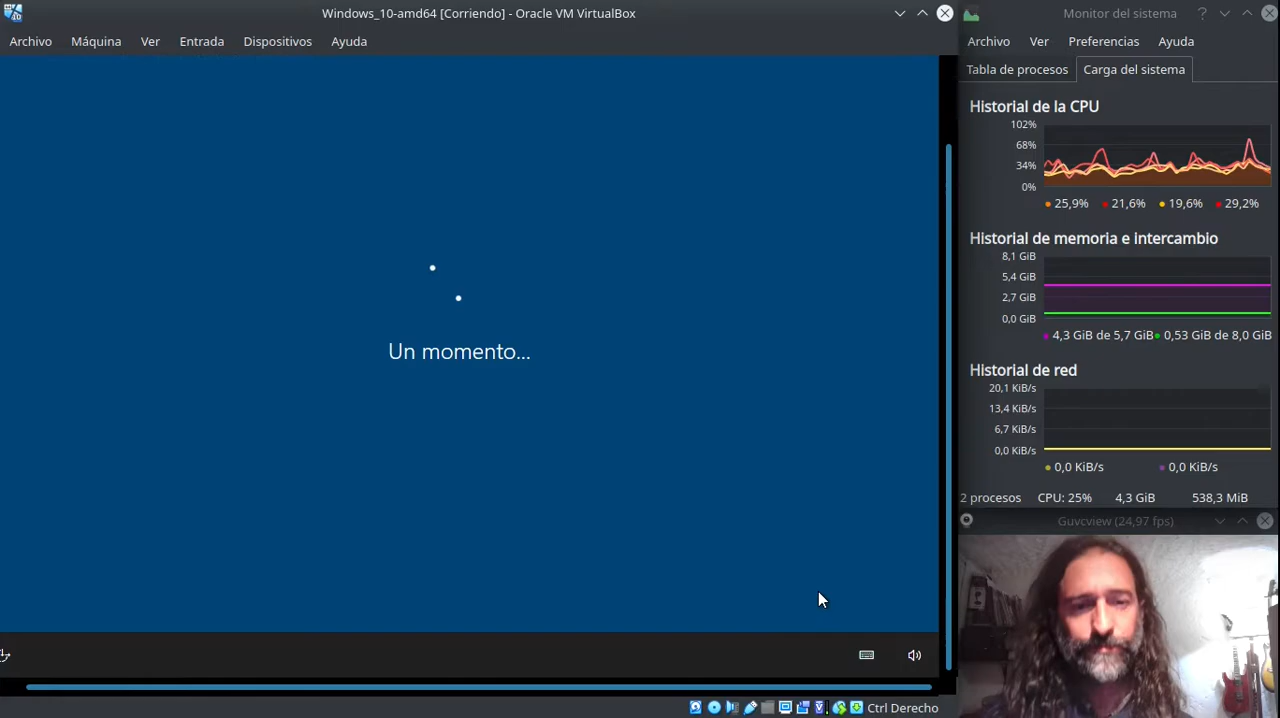 Windows_10-amd64 [Corriendo] - Oracle VM VirtualBox
Archivo Máquina Ver Entrada Dispositivos Ayuda
Un momento...
Ctrl Derecho
Monitor del sistema
Archivo Ver Preferencias Ayuda
Tabla de procesos Carga del sistema
Historial de la CPU
102%
68%
34%
0%
25,9% 21,6% 19,6% 29,2%
Historial de memoria e intercambio
8,1 GiB
5,4 GiB
2,7 GiB
0,0 GiB
4,3 GiB de 5,7 GiB 0,53 GiB de 8,0 GiB
Historial de red
20,1 KiB/s
13,4 KiB/s
6,7 KiB/s
0,0 KiB/s
0,0 KiB/s 0,0 KiB/s
2 procesos CPU: 25% 4,3 GiB 538,3 MiB
Guvcview (24,97 fps)